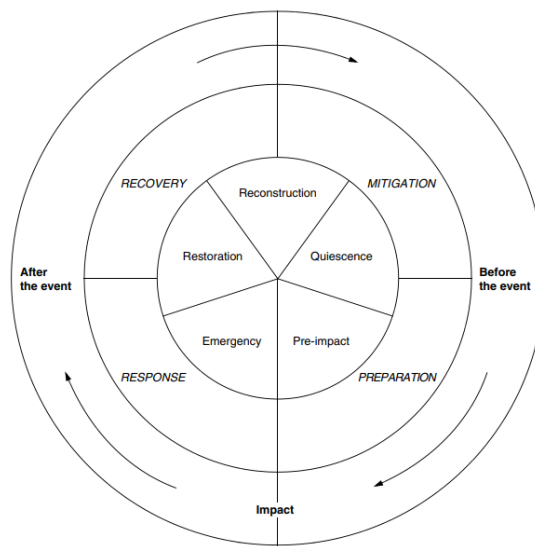 RECOVERY
MITIGATION
Reconstruction
Restoration
Quiescence
After
the event
Before
the event
Emergency
Pre-impact
RESPONSE
PREPARATION
Impact